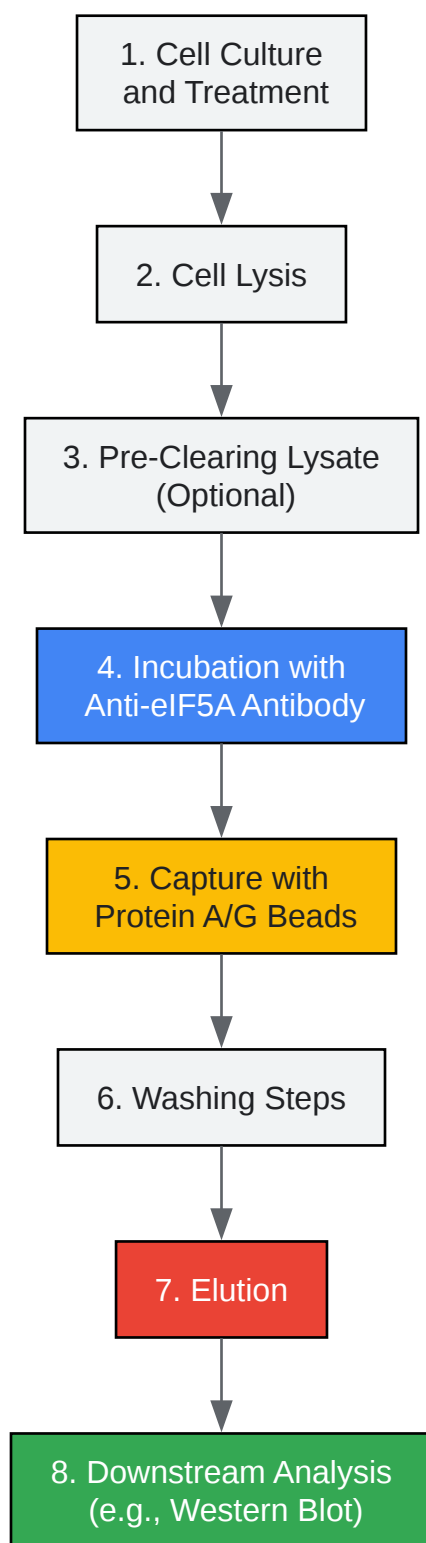 1. Cell Culture
and Treatment
2. Cell Lysis
3. Pre-Clearing Lysate
(Optional)
4. Incubation with
Anti-eIF5A Antibody
5. Capture with
Protein A/G Beads
6. Washing Steps
7. Elution
8. Downstream Analysis
(e.g., Western Blot)